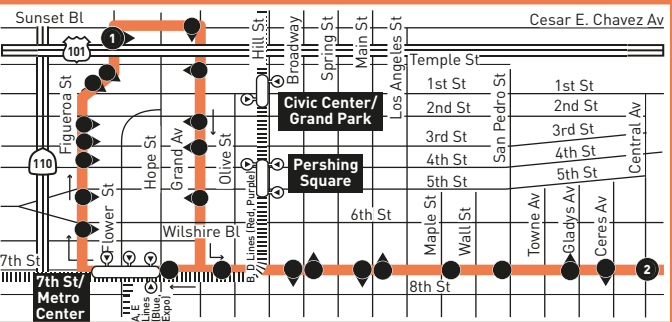 Sunset Bl
Cesar E. Chavez Av
1
101
Hill St
Broadway
Spring St
Main St
Los Angeles St
Temple St
Figueroa St
1st St
1st St
Civic Center/
Grand Park
2nd St
2nd St
San Pedro St
Central Av
3rd St
3rd St
110
Hope St
Grand Av
Olive St
4th St
4th St
Pershing
Square
5th St
5th St
B, D Lines (Red, Purple)
Flower St
6th St
Maple St
Wall St
Towne Av
Gladys Av
Ceres Av
Wilshire Bl
7th St
2
7th St/
Metro
Center
A, E
Lines
(Blue,
Expo)
8th St